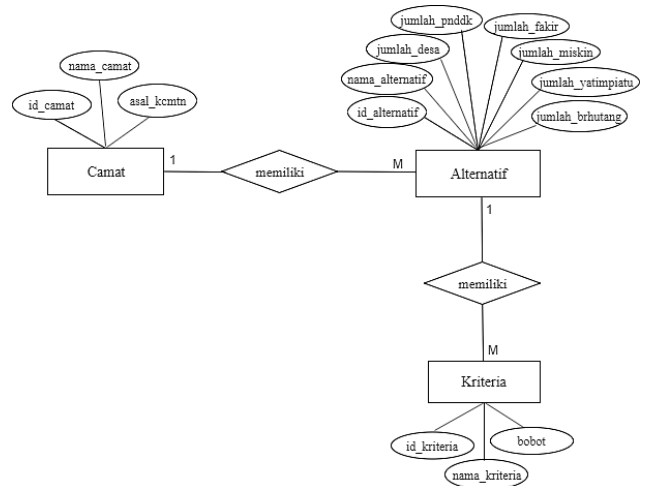 jumlah_pnddk
jumlah_fakir
jumlah_desa
jumlah_miskin
nama_camat
nama_alternatif
jumlah_yatimpiatu
id_camat
asal_kcmtn
id_alternatif
jumlah_brhutang
Camat
1
memiliki
M
Alternatif
1
memiliki
M
Kriteria
id_kriteria
bobot
nama_kriteria